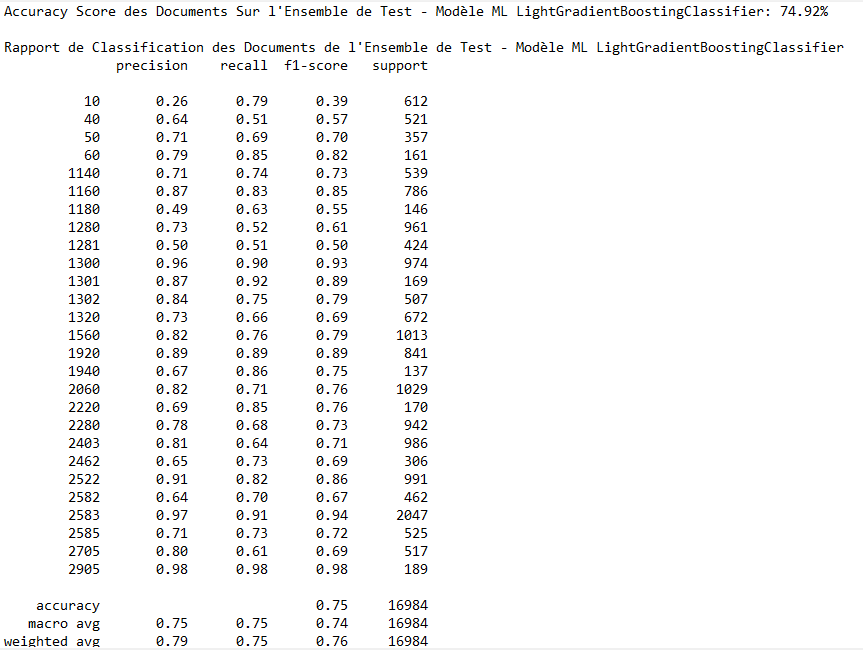 Accuracy Score des Documents Sur l'Ensemble de Test - Modèle ML LightGradientBoostingClassifier: 74.92%
Rapport de Classification des Documents de l'Ensemble de Test - Modèle ML LightGradientBoostingClassifier
precision recall f1-score support
10 0.26 0.79 0.39 612
40 0.64 0.51 0.57 521
50 0.71 0.69 0.70 357
60 0.79 0.85 0.82 161
1140 0.71 0.74 0.73 539
1160 0.87 0.83 0.85 786
1180 0.49 0.63 0.55 146
1280 0.73 0.52 0.61 961
1281 0.50 0.51 0.50 424
1300 0.96 0.90 0.93 974
1301 0.87 0.92 0.89 169
1302 0.84 0.75 0.79 507
1320 0.73 0.66 0.69 672
1560 0.82 0.76 0.79 1013
1920 0.89 0.89 0.89 841
1940 0.67 0.86 0.75 137
2060 0.82 0.71 0.76 1029
2220 0.69 0.85 0.76 170
2280 0.78 0.68 0.73 942
2403 0.81 0.64 0.71 986
2462 0.65 0.73 0.69 306
2522 0.91 0.82 0.86 991
2582 0.64 0.70 0.67 462
2583 0.97 0.91 0.94 2047
2585 0.71 0.73 0.72 525
2705 0.80 0.61 0.69 517
2905 0.98 0.98 0.98 189
accuracy 0.75 16984
macro avg 0.75 0.75 0.74 16984
weighted avg 0.79 0.75 0.76 16984